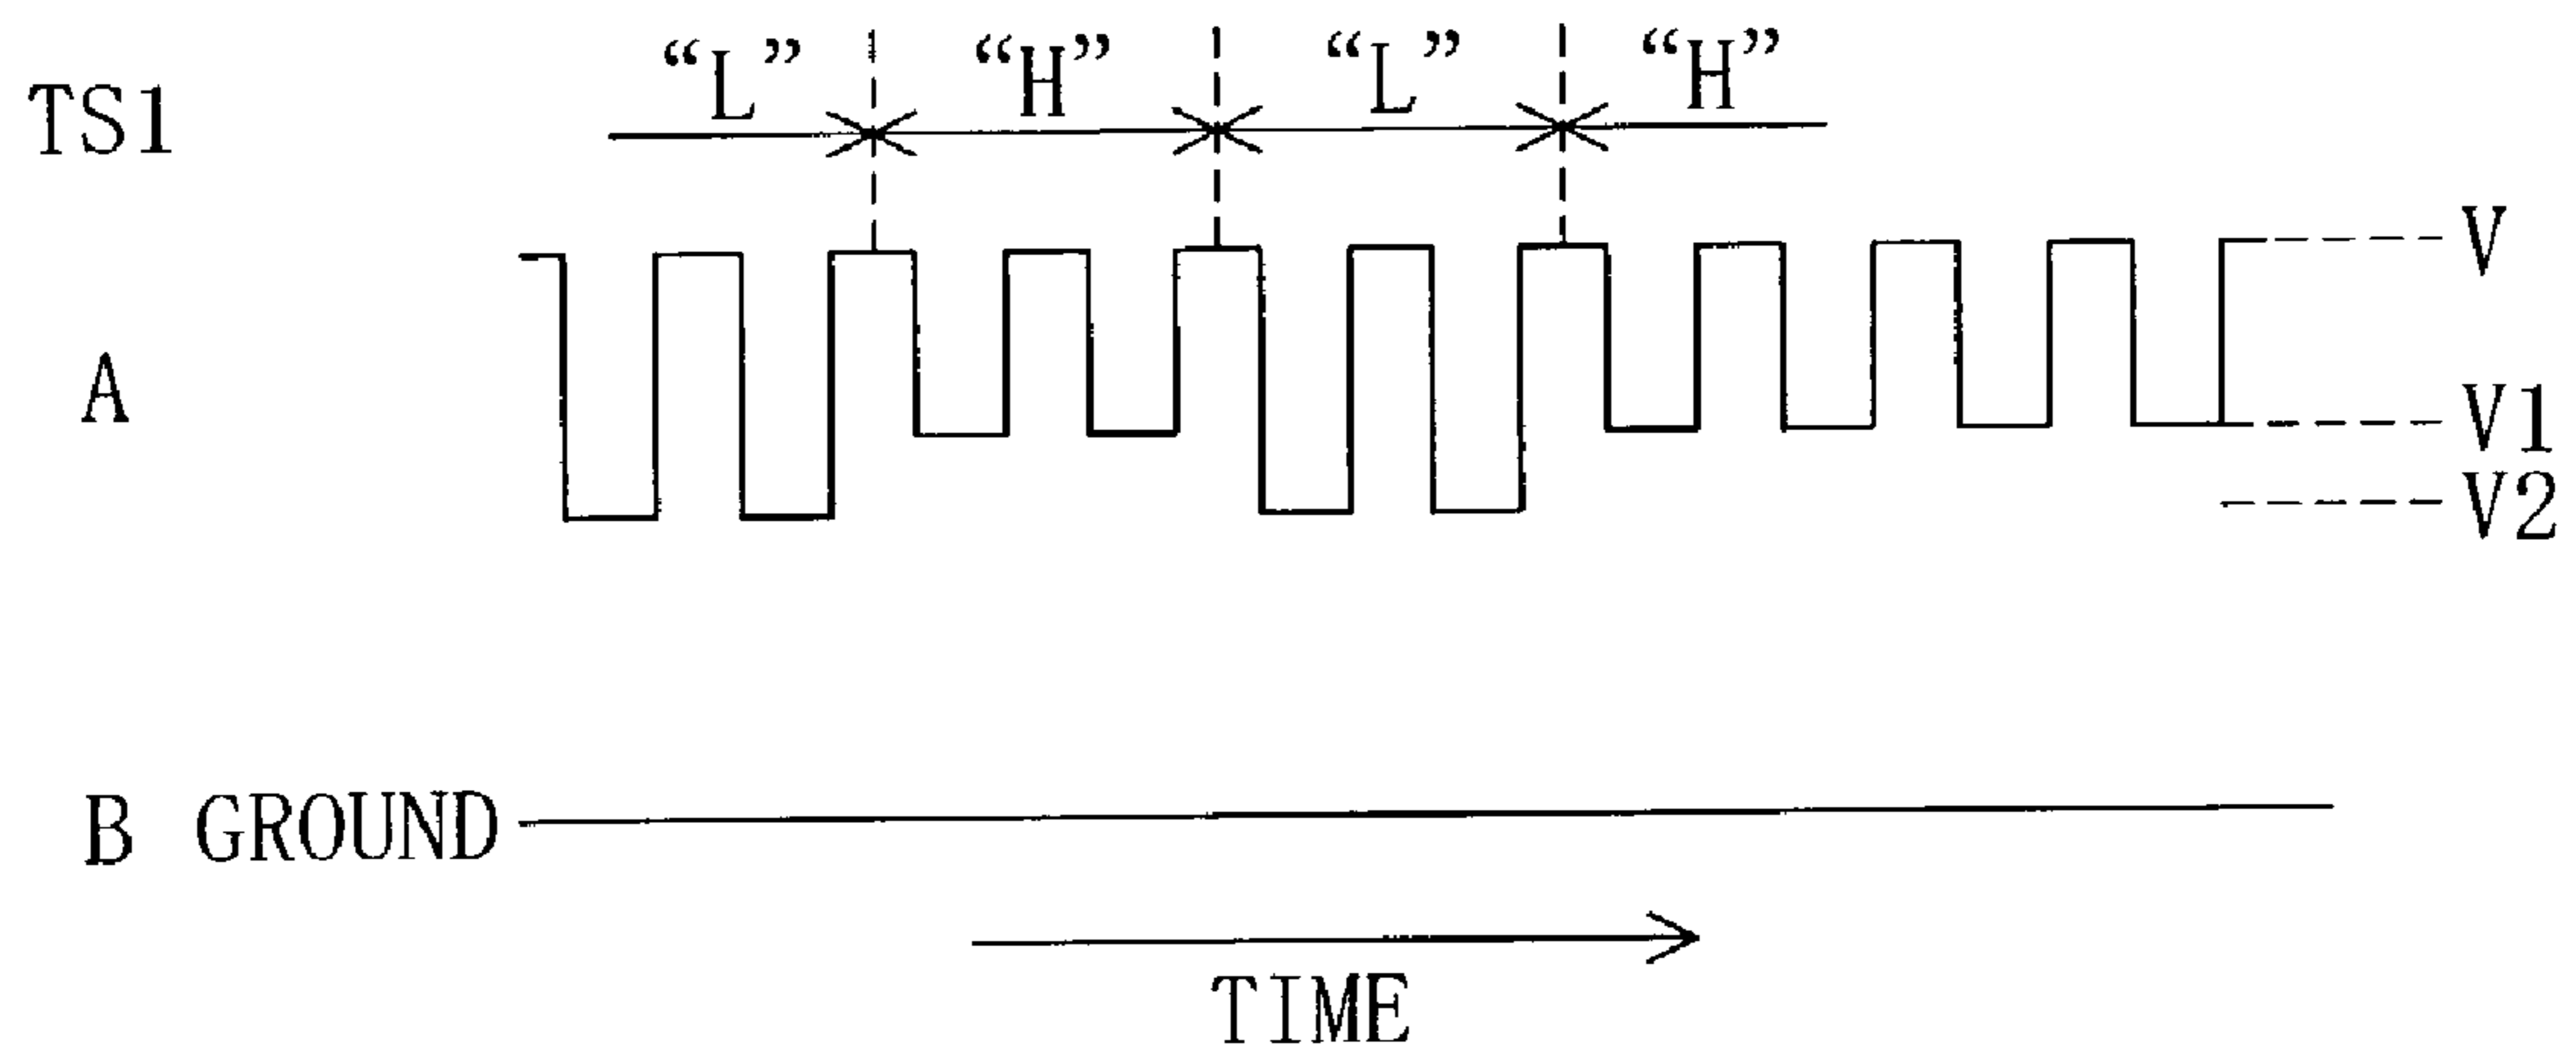 TS1 “L” “H” “L” “H”
V
A
V1
V2
B GROUND
TIME